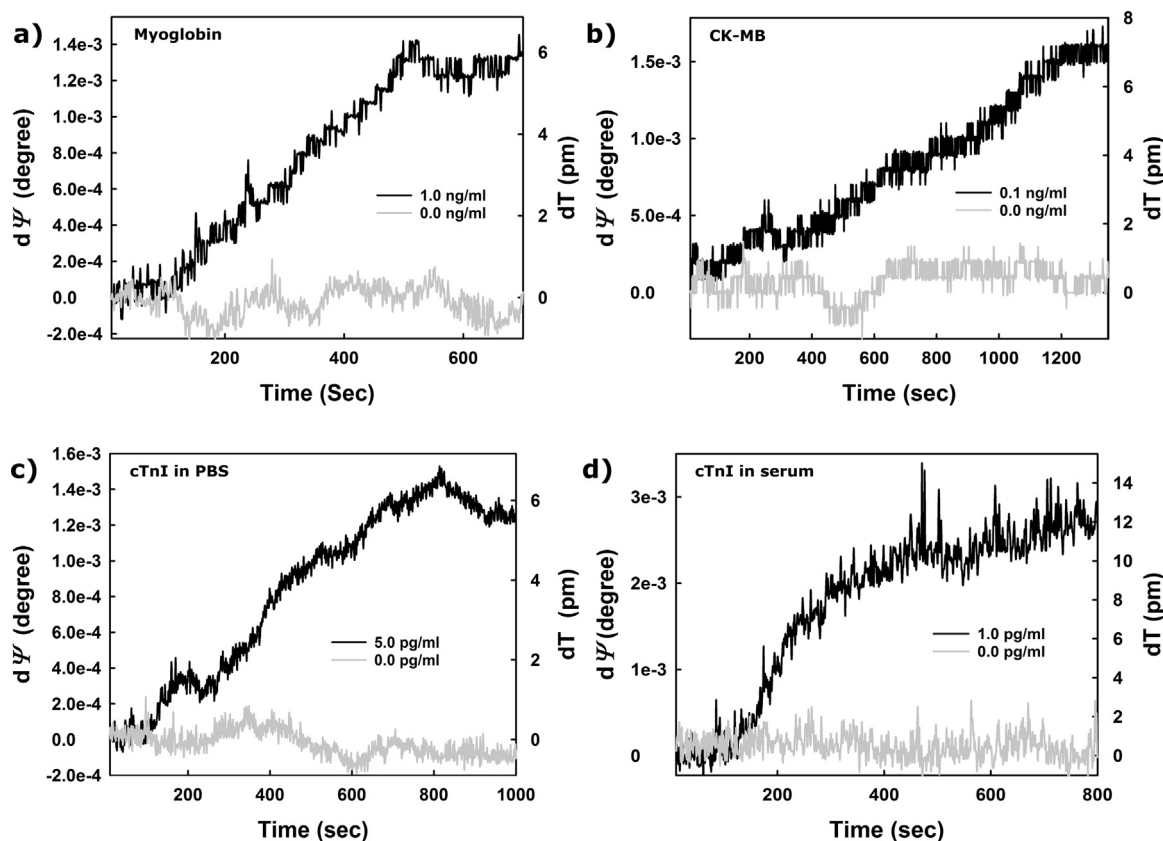 a)
Myoglobin
1.4e-3
1.2e-3
1.0e-3
8.0e-4
6.0e-4
4.0e-4
2.0e-4
0.0
-2.0e-4
dΨ (degree)
6
4
2
0
dT (pm)
1.0 ng/ml
0.0 ng/ml
200
400
600
Time (Sec)
b)
CK-MB
1.5e-3
1.0e-3
5.0e-4
0.0
dΨ (degree)
8
6
4
2
0
dT (pm)
0.1 ng/ml
0.0 ng/ml
200
400
600
800
1000
1200
Time (sec)
c)
cTnI in PBS
1.6e-3
1.4e-3
1.2e-3
1.0e-3
8.0e-4
6.0e-4
4.0e-4
2.0e-4
0.0
-2.0e-4
dΨ (degree)
6
4
2
0
dT (pm)
5.0 pg/ml
0.0 pg/ml
200
400
600
800
1000
Time (sec)
d)
cTnI in serum
3e-3
2e-3
1e-3
0
dΨ (degree)
14
12
10
8
6
4
2
0
dT (pm)
1.0 pg/ml
0.0 pg/ml
200
400
600
800
Time (sec)